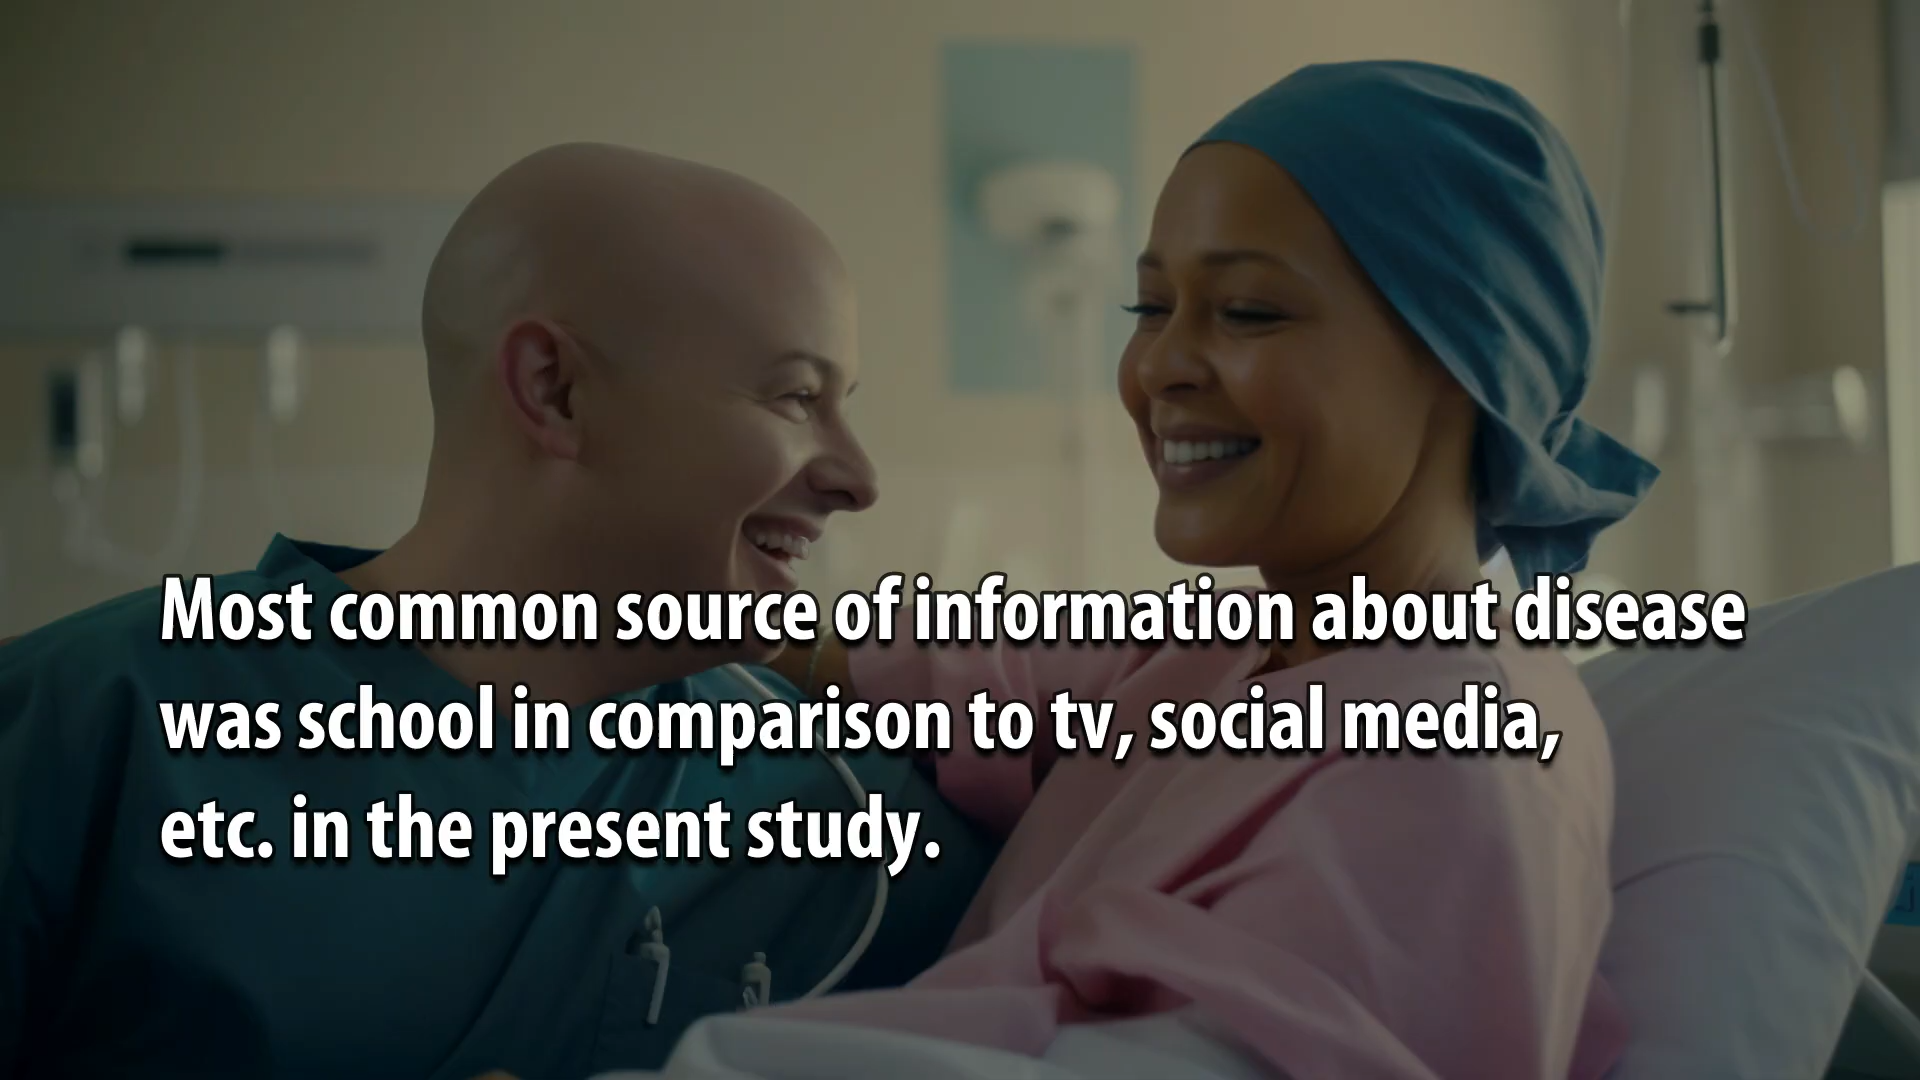 Most common source of information about disease
was school in comparison to tv, social media,
etc. in the present study.